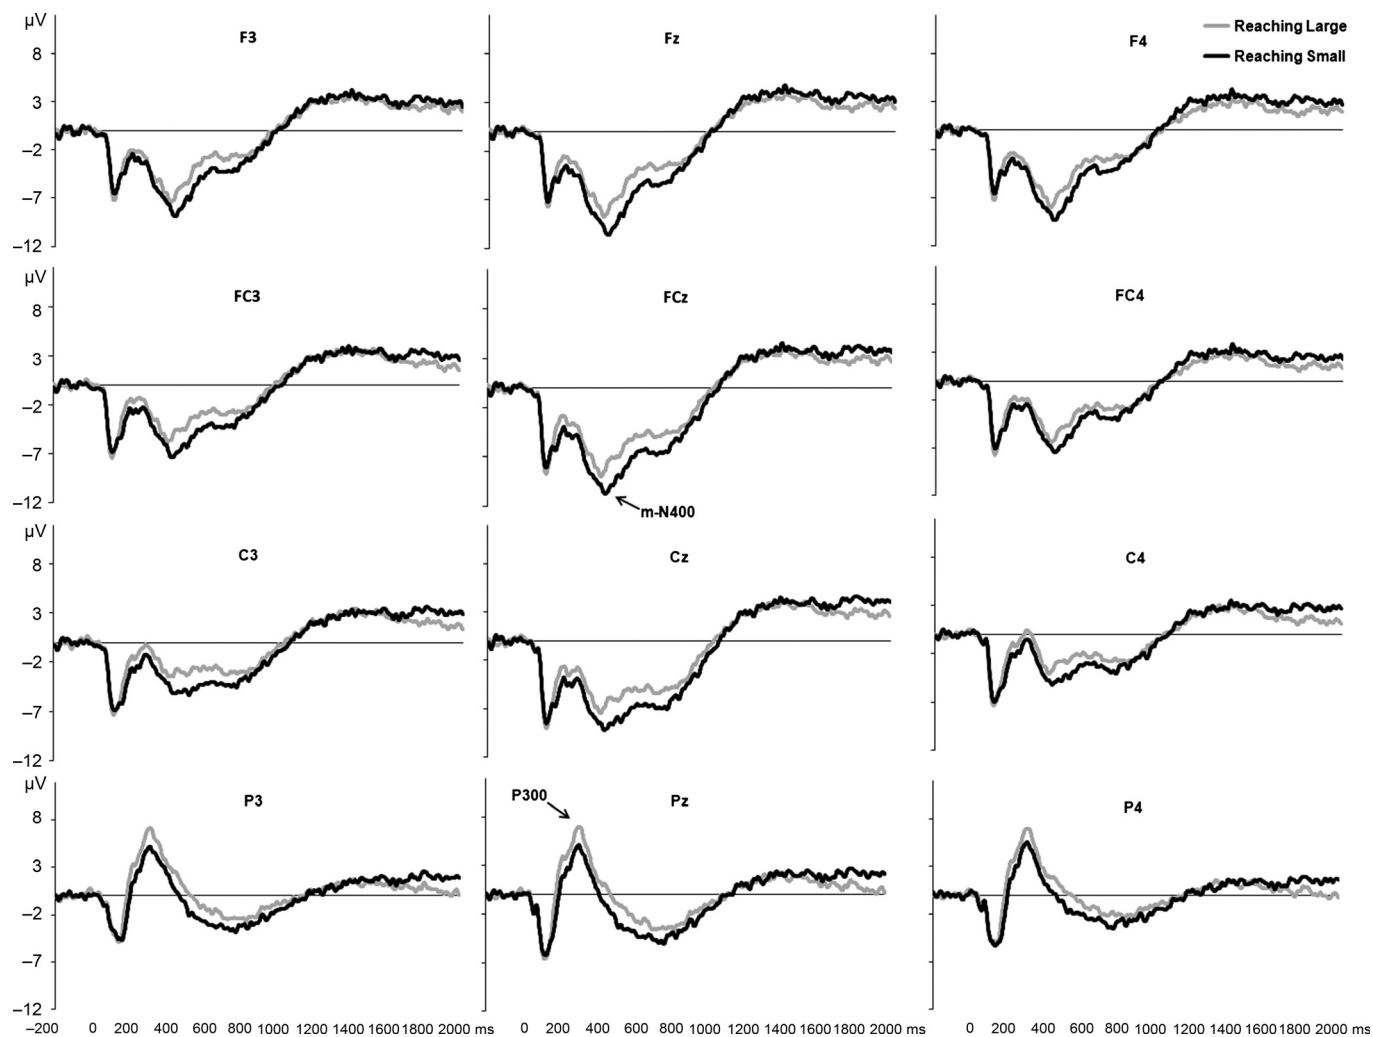 μV
F3
Fz
F4
Reaching Large
Reaching Small
8
3
–2
–7
–12
μV
FC3
FCz
FC4
8
3
–2
–7
–12
m-N400
μV
C3
Cz
C4
8
3
–2
–7
–12
μV
P3
P300
Pz
P4
8
3
–2
–7
–12
–200 0 200 400 600 800 1000 1200 1400 1600 1800 2000 ms
0 200 400 600 800 1000 1200 1400 1600 1800 2000 ms
0 200 400 600 800 1000 1200 1400 1600 1800 2000 ms